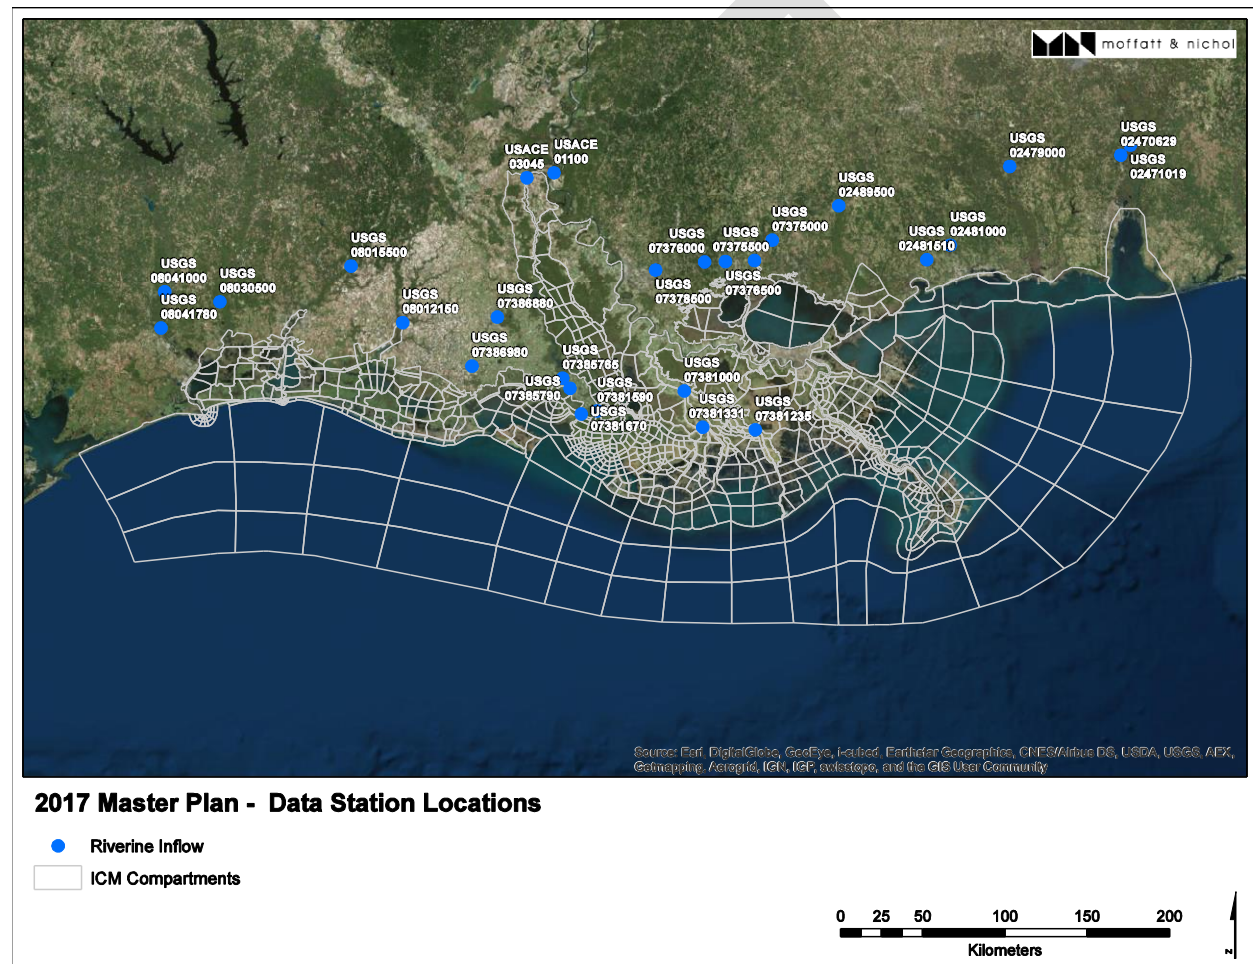 moffatt & nichol
USGS
02470629
USGS
02471019
USGS
02479000
USACE
03045
USACE
01100
USGS
02489500
USGS
07375000
USGS
02481000
USGS
02481510
USGS
07376000
USGS
07375500
USGS
07376500
USGS
07378500
USGS
08015500
USGS
08041000
USGS
08030500
USGS
08041780
USGS
08012150
USGS
07386880
USGS
07386980
USGS
07385765
USGS
07385790
USGS
07381590
USGS
07381670
USGS
07381000
USGS
07381331
USGS
07381235
Source: Esri, DigitalGlobe, GeoEye, i-cubed, Earthstar Geographics, CNES/Airbus DS, USDA, USGS, AEX,
Getmapping, Aerogrid, IGN, IGP, swisstopo, and the GIS User Community
2017 Master Plan - Data Station Locations
Riverine Inflow
ICM Compartments
0 25 50 100 150 200
Kilometers
N